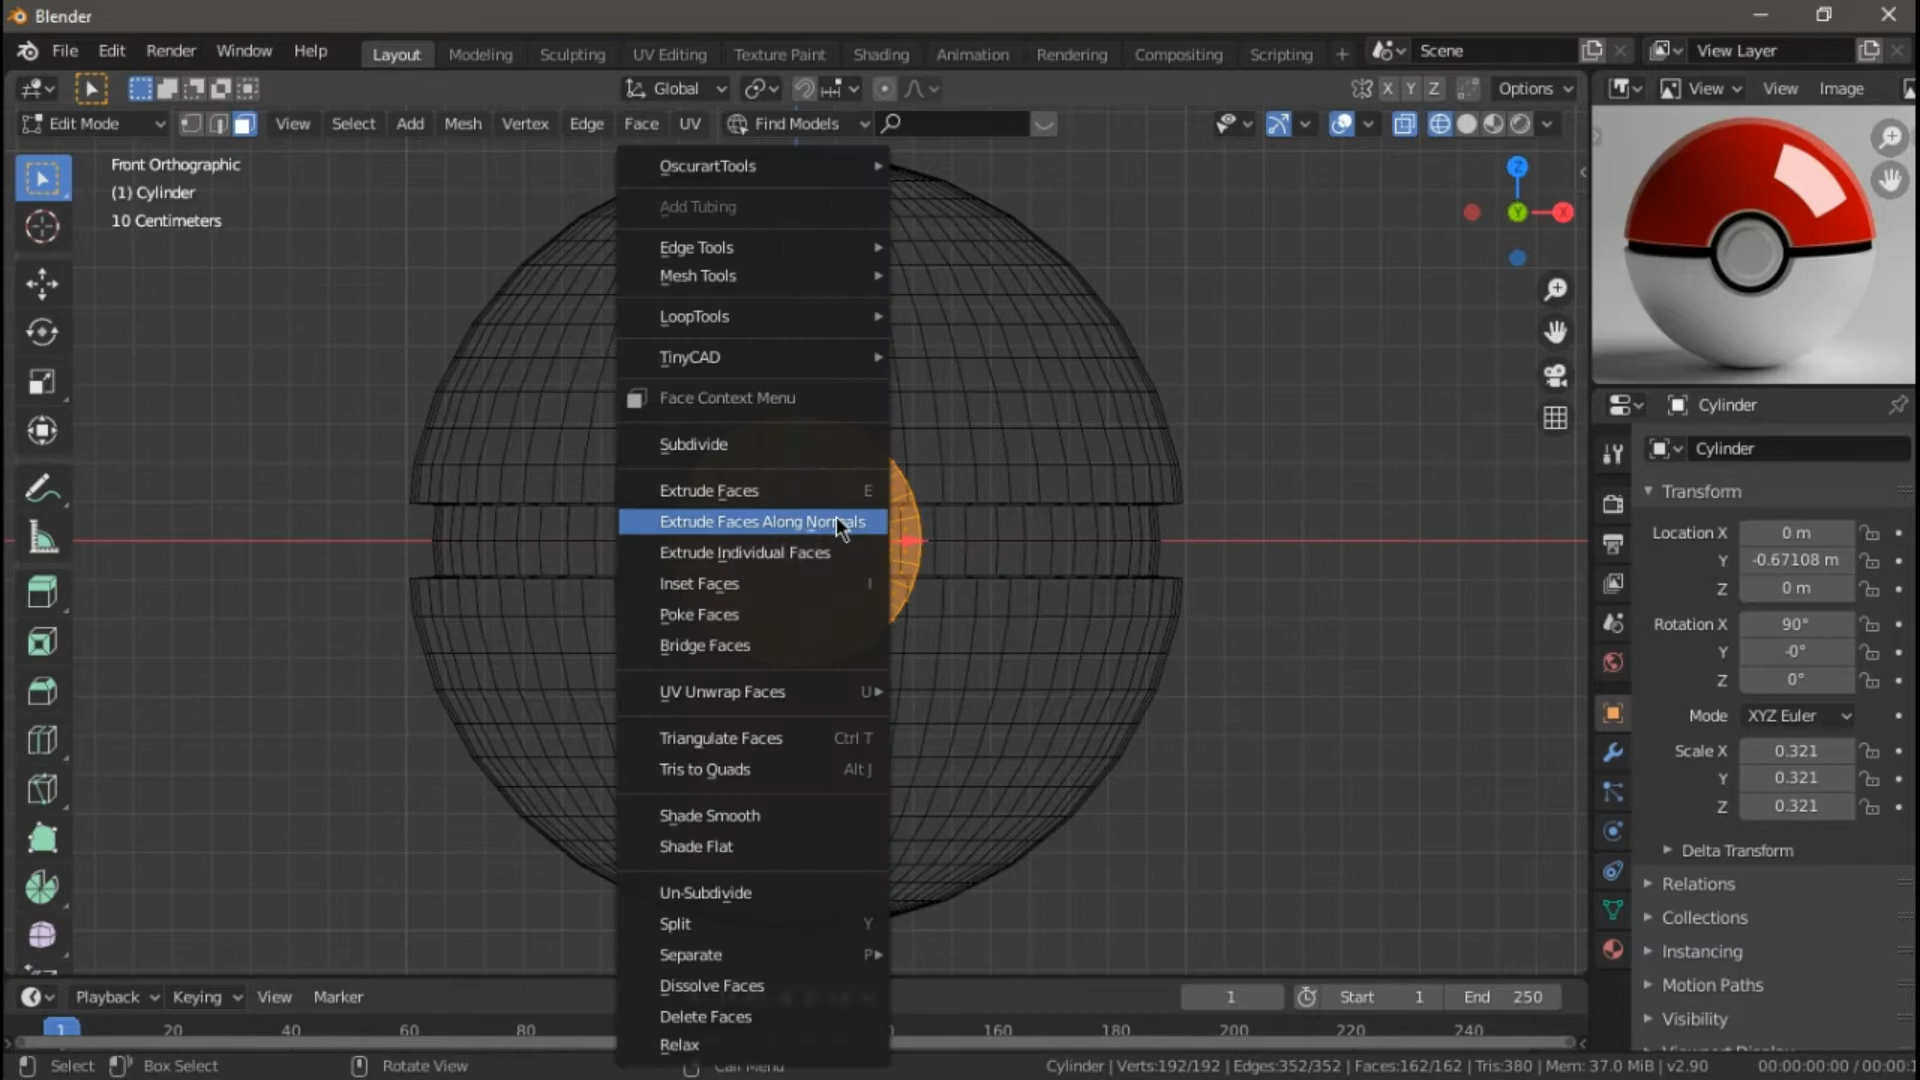 Blender
File Edit Render Window Help Layout Modeling Sculpting UV Editing Texture Paint Shading Animation Rendering Compositing Scripting + Scene View Layer
Global X Y Z Options View View Image
Edit Mode View Select Add Mesh Vertex Edge Face UV Find Models
Front Orthographic
(1) Cylinder
10 Centimeters
OscurartTools
Add Tubing
Edge Tools
Mesh Tools
LoopTools
TinyCAD
Face Context Menu
Subdivide
Extrude Faces E
Extrude Faces Along Normals
Extrude Individual Faces
Inset Faces I
Poke Faces
Bridge Faces
UV Unwrap Faces U
Triangulate Faces Ctrl T
Tris to Quads Alt J
Shade Smooth
Shade Flat
Un-Subdivide
Split Y
Separate P
Dissolve Faces
Delete Faces
Relax
Z
Y X
Cylinder
Cylinder
Transform
Location X 0 m
Y -0.67108 m
Z 0 m
Rotation X 90°
Y -0°
Z 0°
Mode XYZ Euler
Scale X 0.321
Y 0.321
Z 0.321
Delta Transform
Relations
Collections
Instancing
Motion Paths
Visibility
Playback Keying View Marker 1 Start 1 End 250
1 20 40 60 80 160 180 200 220 240
Select Box Select Rotate View Call Menu Cylinder | Verts:192/192 | Edges:352/352 | Faces:162/162 | Tris:380 | Mem: 37.0 MiB | v2.90 00:00:00:00 / 00:00:1